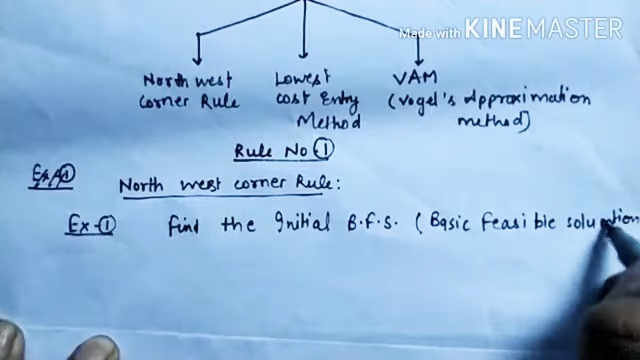 Made with KINEMASTER
North west Corner Rule
Lowest Cost Entry Method
VAM (Vogel's Approximation method)
Rule No ①
North west corner Rule:
Ex-① Find the Initial B.F.S. (Basic Feasible solution